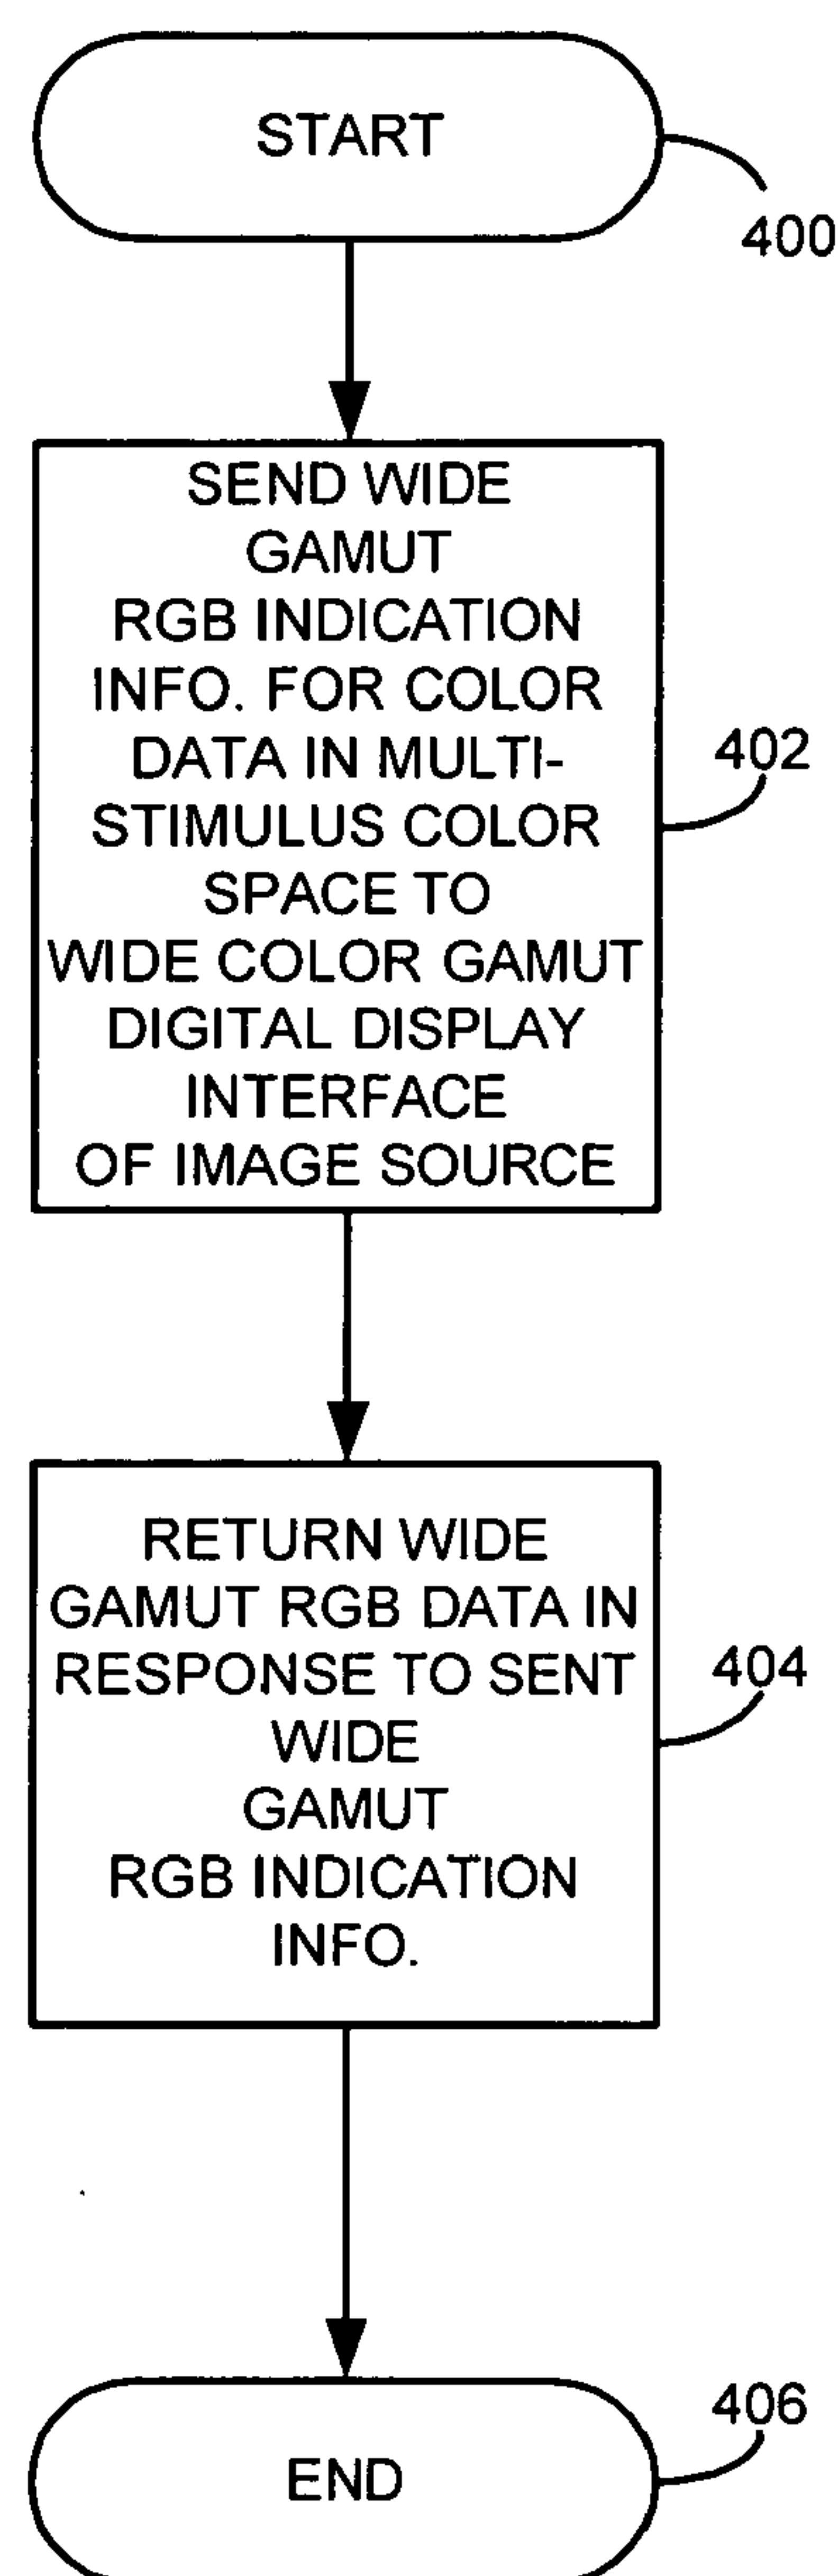 START
400
SEND WIDE
GAMUT
RGB INDICATION
INFO. FOR COLOR
DATA IN MULTI-
STIMULUS COLOR
SPACE TO
WIDE COLOR GAMUT
DIGITAL DISPLAY
INTERFACE
OF IMAGE SOURCE
402
RETURN WIDE
GAMUT RGB DATA IN
RESPONSE TO SENT
WIDE
GAMUT
RGB INDICATION
INFO.
404
END
406